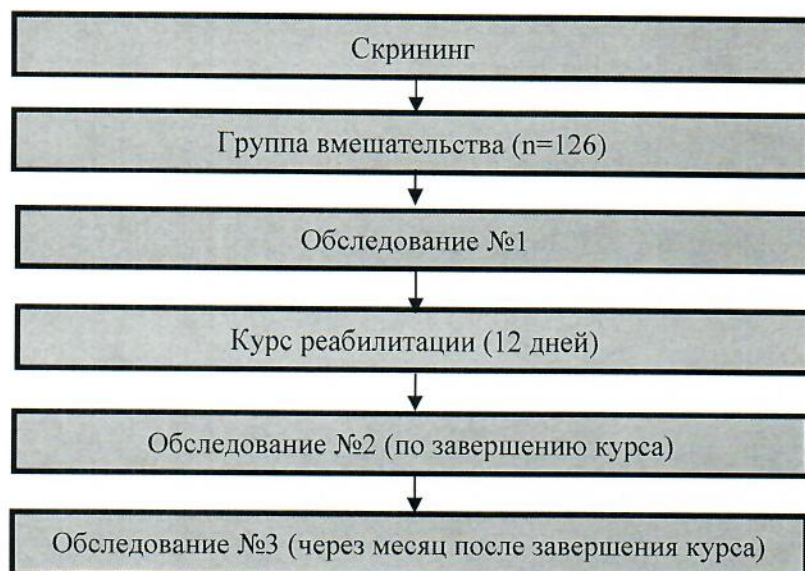 Скрининг
Группа вмешательства (n=126)
Обследование №1
Курс реабилитации (12 дней)
Обследование №2 (по завершению курса)
Обследование №3 (через месяц после завершения курса)